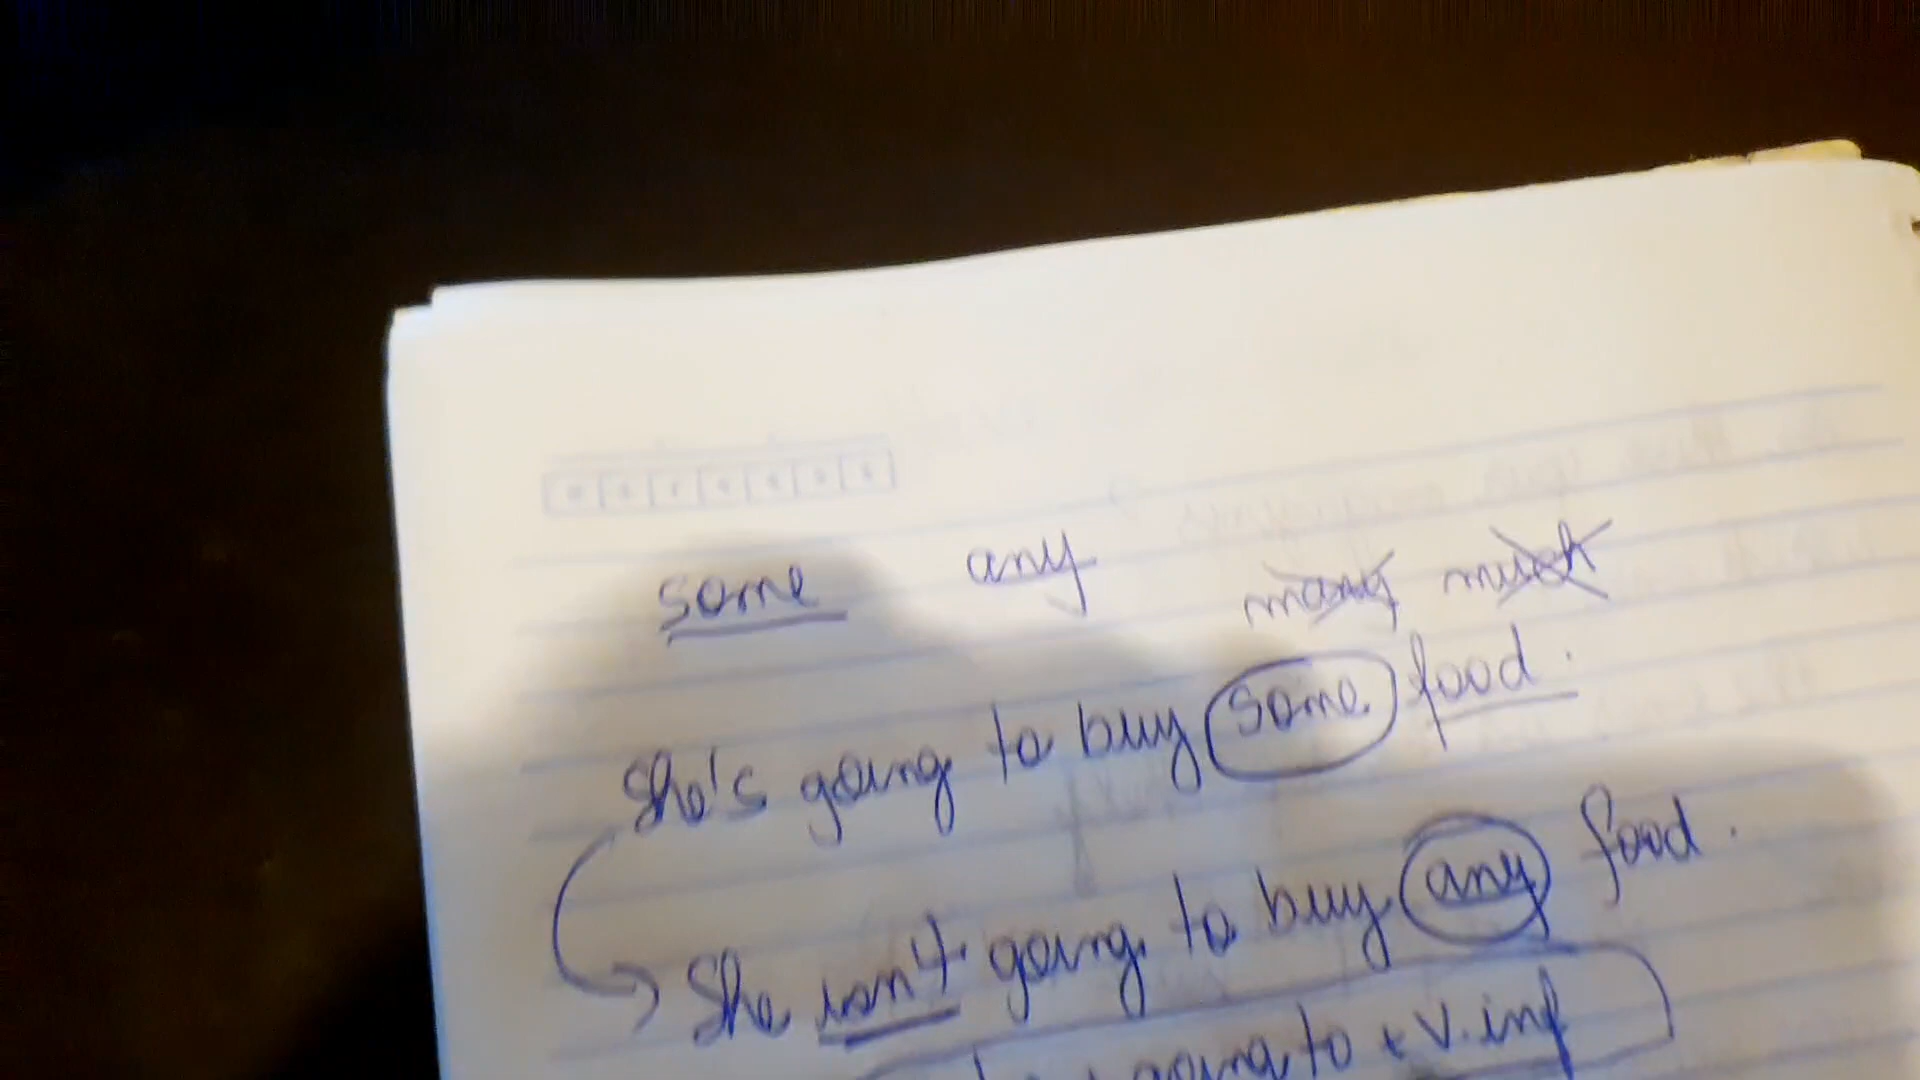 some any many much
She's going to buy some food.
She isn't going to buy any food.
going to + V.inf